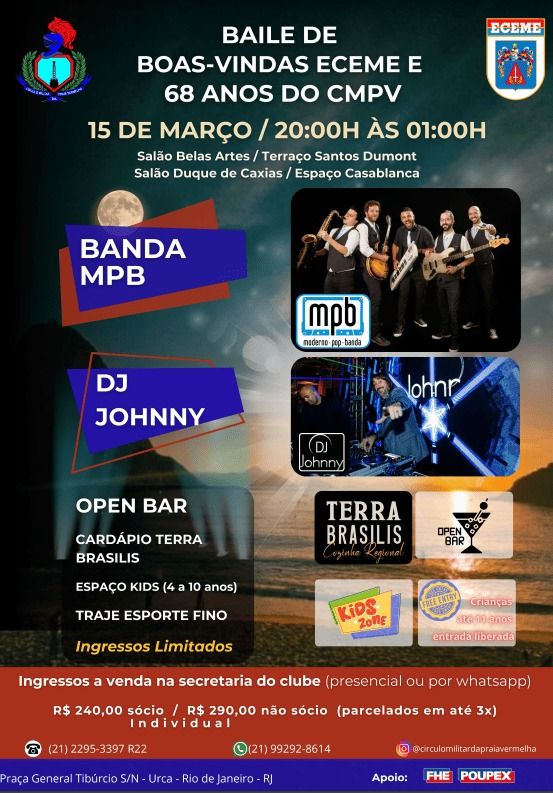 BAILE DE
BOAS-VINDAS ECEME E
68 ANOS DO CMPV
ECEME
15 DE MARÇO / 20:00H ÀS 01:00H
Salão Belas Artes / Terraço Santos Dumont
Salão Duque de Caxias / Espaço Casablanca
BANDA
MPB
mpb
moderno·pop·banda
DJ
JOHNNY
Johnn
DJ
Johnny
OPEN BAR
CARDÁPIO TERRA
BRASILIS
ESPAÇO KIDS (4 a 10 anos)
TRAJE ESPORTE FINO
Ingressos Limitados
TERRA
BRASILIS
Cozinha Regional
OPEN
BAR
KiDS
ZONE
FREE ENTRY
Crianças
até 11 anos
entrada liberada
Ingressos a venda na secretaria do clube (presencial ou por whatsapp)
R$ 240,00 sócio / R$ 290,00 não sócio (parcelados em até 3x)
Individual
(21) 2295-3397 R22
(21) 99292-8614
@circulomilitardapraiavermelha
Praça General Tibúrcio S/N - Urca - Rio de Janeiro - RJ
Apoio:
FHE
POUPEX